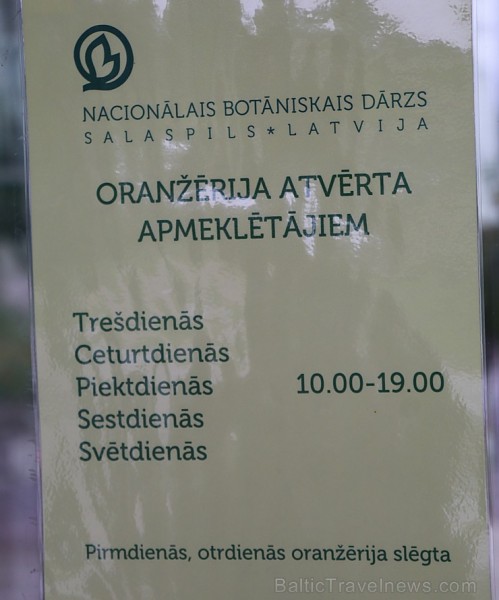 NACIONĀLAIS BOTĀNISKAIS DĀRZS
SALASPILS*LATVIJA
ORANŽĒRIJA ATVĒRTA
APMEKLĒTĀJIEM
Trešdienās
Ceturtdienās
Piektdienās 10.00-19.00
Sestdienās
Svētdienās
Pirmdienās, otrdienās oranžērija slēgta
BalticTravelnews.com